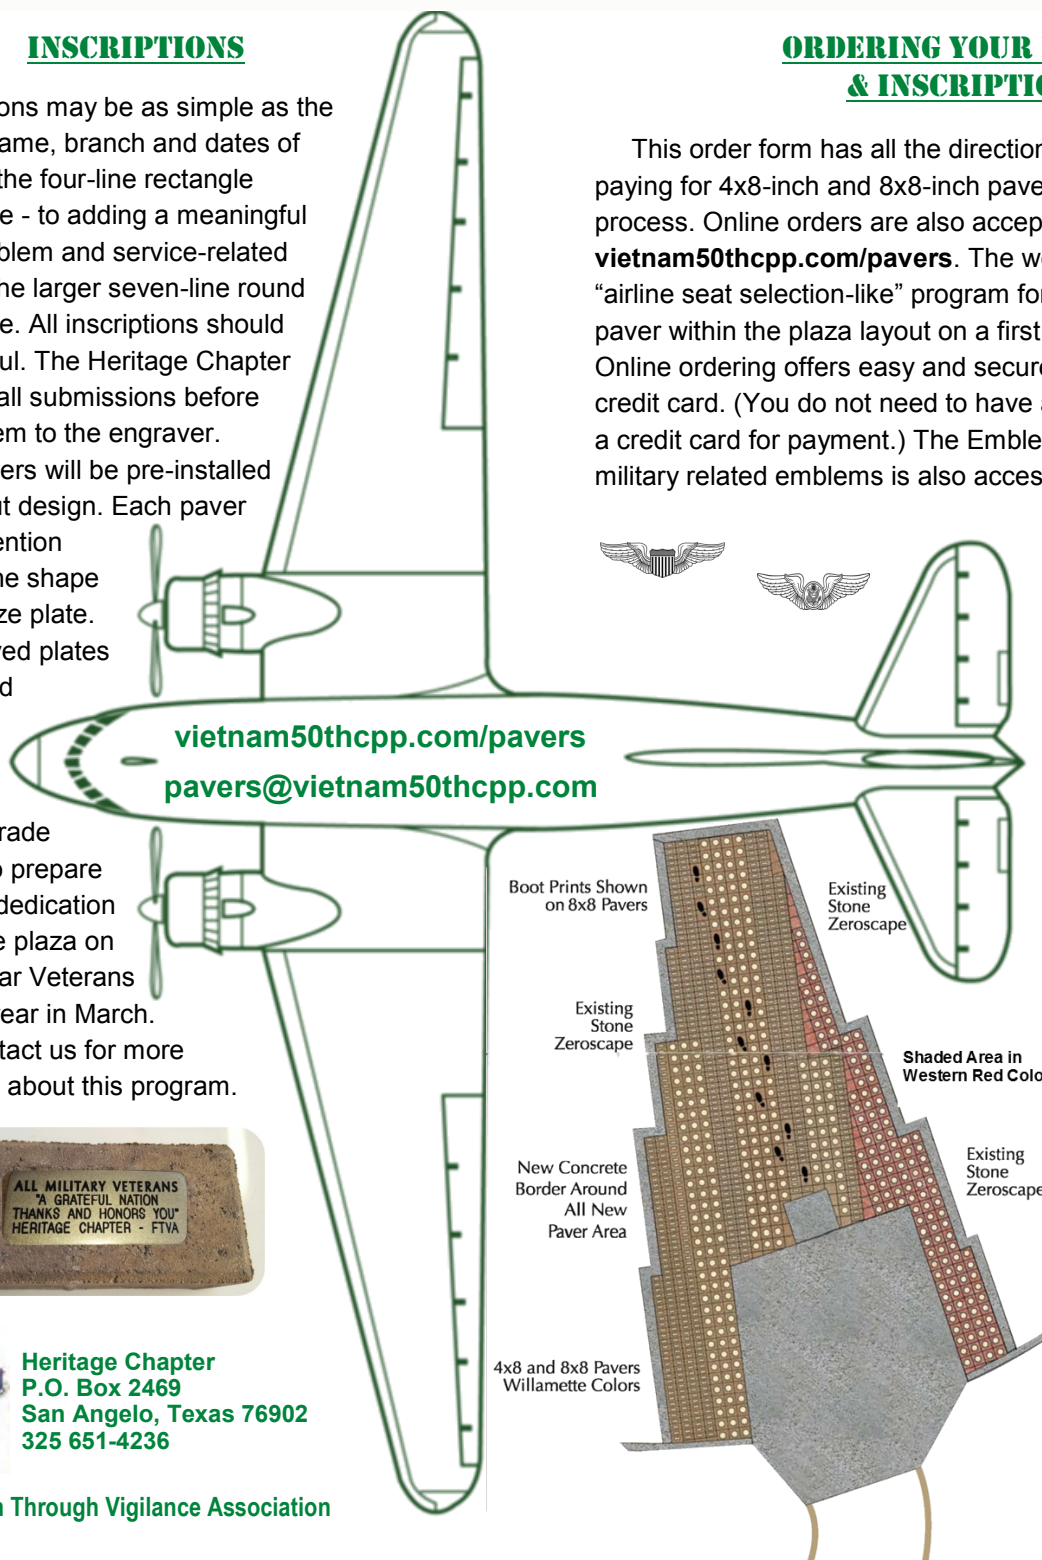 INSCRIPTIONS
ons may be as simple as the
ame, branch and dates of
the four-line rectangle
e - to adding a meaningful
blem and service-related
he larger seven-line round
e. All inscriptions should
ul. The Heritage Chapter
all submissions before
em to the engraver.
ers will be pre-installed
ut design. Each paver
ention
ne shape
ze plate.
ved plates
d
rade
o prepare
dedication
e plaza on
ar Veterans
ear in March.
tact us for more
about this program.
ALL MILITARY VETERANS
"A GRATEFUL NATION
THANKS AND HONORS YOU"
HERITAGE CHAPTER - FTVA
Heritage Chapter
P.O. Box 2469
San Angelo, Texas 76902
325 651-4236
Through Vigilance Association
vietnam50thcpp.com/pavers
pavers@vietnam50thcpp.com
ORDERING YOUR
& INSCRIPTIO
This order form has all the direction
paying for 4x8-inch and 8x8-inch pave
process. Online orders are also accep
vietnam50thcpp.com/pavers. The w
“airline seat selection-like” program for
paver within the plaza layout on a first
Online ordering offers easy and secure
credit card. (You do not need to have a
a credit card for payment.) The Emble
military related emblems is also acces
Boot Prints Shown
on 8x8 Pavers
Existing
Stone
Zeroscape
Existing
Stone
Zeroscape
Shaded Area in
Western Red Colo
New Concrete
Border Around
All New
Paver Area
Existing
Stone
Zeroscape
4x8 and 8x8 Pavers
Willamette Colors